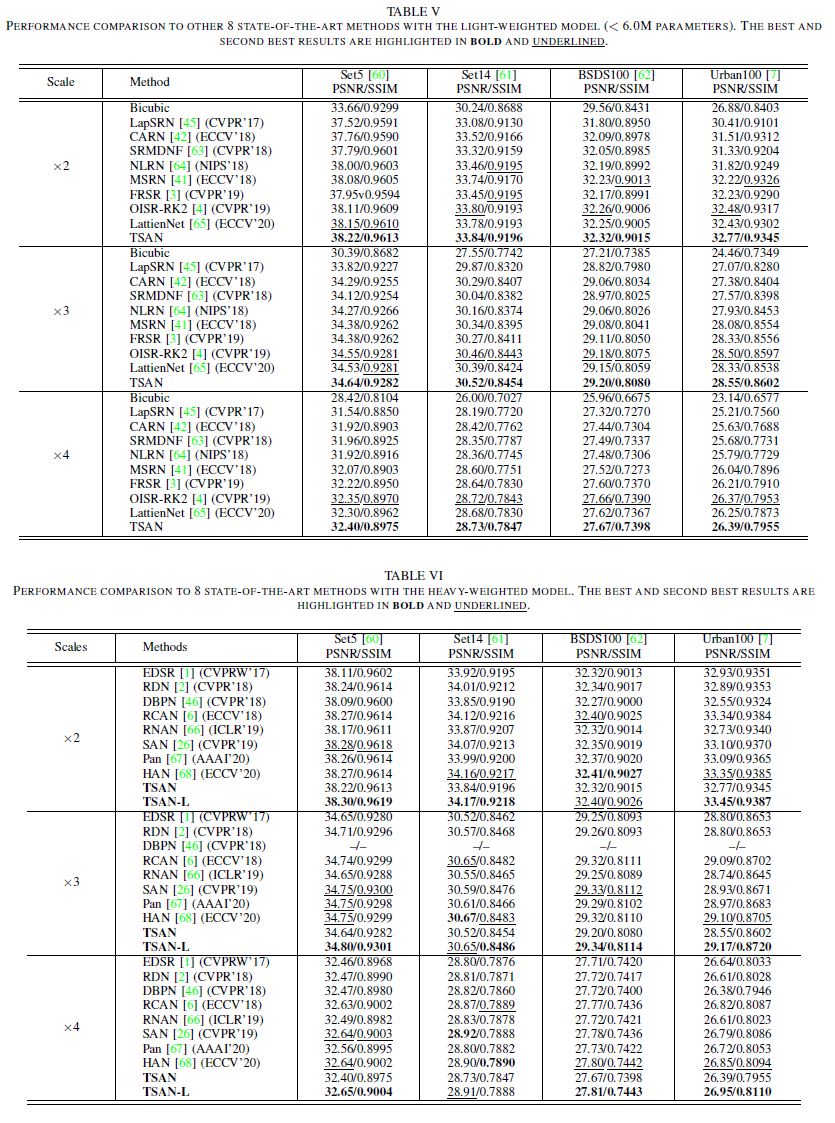 TABLE V
PERFORMANCE COMPARISON TO OTHER 8 STATE-OF-THE-ART METHODS WITH THE LIGHT-WEIGHTED MODEL (< 6.0M PARAMETERS). THE BEST AND
SECOND BEST RESULTS ARE HIGHLIGHTED IN BOLD AND UNDERLINED.
Scale Method Set5 [60] PSNR/SSIM Set14 [61] PSNR/SSIM BSDS100 [62] PSNR/SSIM Urban100 [7] PSNR/SSIM
×2
Bicubic 33.66/0.9299 30.24/0.8688 29.56/0.8431 26.88/0.8403
LapSRN [45] (CVPR'17) 37.52/0.9591 33.08/0.9130 31.80/0.8950 30.41/0.9101
CARN [42] (ECCV'18) 37.76/0.9590 33.52/0.9166 32.09/0.8978 31.51/0.9312
SRMDNF [63] (CVPR'18) 37.79/0.9601 33.32/0.9159 32.05/0.8985 31.33/0.9204
NLRN [64] (NIPS'18) 38.00/0.9603 33.46/0.9195 32.19/0.8992 31.82/0.9249
MSRN [41] (ECCV'18) 38.08/0.9605 33.74/0.9170 32.23/0.9013 32.22/0.9326
FRSR [3] (CVPR'19) 37.95v0.9594 33.45/0.9195 32.17/0.8991 32.23/0.9290
OISR-RK2 [4] (CVPR'19) 38.11/0.9609 33.80/0.9193 32.26/0.9006 32.48/0.9317
LattienNet [65] (ECCV'20) 38.15/0.9610 33.78/0.9193 32.25/0.9005 32.43/0.9302
TSAN 38.22/0.9613 33.84/0.9196 32.32/0.9015 32.77/0.9345
×3
Bicubic 30.39/0.8682 27.55/0.7742 27.21/0.7385 24.46/0.7349
LapSRN [45] (CVPR'17) 33.82/0.9227 29.87/0.8320 28.82/0.7980 27.07/0.8280
CARN [42] (ECCV'18) 34.29/0.9255 30.29/0.8407 29.06/0.8034 27.38/0.8404
SRMDNF [63] (CVPR'18) 34.12/0.9254 30.04/0.8382 28.97/0.8025 27.57/0.8398
NLRN [64] (NIPS'18) 34.27/0.9266 30.16/0.8374 29.06/0.8026 27.93/0.8453
MSRN [41] (ECCV'18) 34.38/0.9262 30.34/0.8395 29.08/0.8041 28.08/0.8554
FRSR [3] (CVPR'19) 34.38/0.9262 30.27/0.8411 29.11/0.8050 28.33/0.8556
OISR-RK2 [4] (CVPR'19) 34.55/0.9281 30.46/0.8443 29.18/0.8075 28.50/0.8597
LattienNet [65] (ECCV'20) 34.53/0.9281 30.39/0.8424 29.15/0.8059 28.33/0.8538
TSAN 34.64/0.9282 30.52/0.8454 29.20/0.8080 28.55/0.8602
×4
Bicubic 28.42/0.8104 26.00/0.7027 25.96/0.6675 23.14/0.6577
LapSRN [45] (CVPR'17) 31.54/0.8850 28.19/0.7720 27.32/0.7270 25.21/0.7560
CARN [42] (ECCV'18) 31.92/0.8903 28.42/0.7762 27.44/0.7304 25.63/0.7688
SRMDNF [63] (CVPR'18) 31.96/0.8925 28.35/0.7787 27.49/0.7337 25.68/0.7731
NLRN [64] (NIPS'18) 31.92/0.8916 28.36/0.7745 27.48/0.7306 25.79/0.7729
MSRN [41] (ECCV'18) 32.07/0.8903 28.60/0.7751 27.52/0.7273 26.04/0.7896
FRSR [3] (CVPR'19) 32.22/0.8950 28.64/0.7830 27.60/0.7370 26.21/0.7910
OISR-RK2 [4] (CVPR'19) 32.35/0.8970 28.72/0.7843 27.66/0.7390 26.37/0.7953
LattienNet [65] (ECCV'20) 32.30/0.8962 28.68/0.7830 27.62/0.7367 26.25/0.7873
TSAN 32.40/0.8975 28.73/0.7847 27.67/0.7398 26.39/0.7955
TABLE VI
PERFORMANCE COMPARISON TO 8 STATE-OF-THE-ART METHODS WITH THE HEAVY-WEIGHTED MODEL. THE BEST AND SECOND BEST RESULTS ARE
HIGHLIGHTED IN BOLD AND UNDERLINED.
Scales Methods Set5 [60] PSNR/SSIM Set14 [61] PSNR/SSIM BSDS100 [62] PSNR/SSIM Urban100 [7] PSNR/SSIM
×2
EDSR [1] (CVPRW'17) 38.11/0.9602 33.92/0.9195 32.32/0.9013 32.93/0.9351
RDN [2] (CVPR'18) 38.24/0.9614 34.01/0.9212 32.34/0.9017 32.89/0.9353
DBPN [46] (CVPR'18) 38.09/0.9600 33.85/0.9190 32.27/0.9000 32.55/0.9324
RCAN [6] (ECCV'18) 38.27/0.9614 34.12/0.9216 32.40/0.9025 33.34/0.9384
RNAN [66] (ICLR'19) 38.17/0.9611 33.87/0.9207 32.32/0.9014 32.73/0.9340
SAN [26] (CVPR'19) 38.28/0.9618 34.07/0.9213 32.35/0.9019 33.10/0.9370
Pan [67] (AAAI'20) 38.26/0.9614 33.99/0.9200 32.37/0.9020 33.09/0.9365
HAN [68] (ECCV'20) 38.27/0.9614 34.16/0.9217 32.41/0.9027 33.35/0.9385
TSAN 38.22/0.9613 33.84/0.9196 32.32/0.9015 32.77/0.9345
TSAN-L 38.30/0.9619 34.17/0.9218 32.40/0.9026 33.45/0.9387
×3
EDSR [1] (CVPRW'17) 34.65/0.9280 30.52/0.8462 29.25/0.8093 28.80/0.8653
RDN [2] (CVPR'18) 34.71/0.9296 30.57/0.8468 29.26/0.8093 28.80/0.8653
DBPN [46] (CVPR'18) –/– –/– –/– –/–
RCAN [6] (ECCV'18) 34.74/0.9299 30.65/0.8482 29.32/0.8111 29.09/0.8702
RNAN [66] (ICLR'19) 34.65/0.9288 30.55/0.8465 29.25/0.8089 28.74/0.8645
SAN [26] (CVPR'19) 34.75/0.9300 30.59/0.8476 29.33/0.8112 28.93/0.8671
Pan [67] (AAAI'20) 34.75/0.9298 30.61/0.8466 29.29/0.8102 28.97/0.8683
HAN [68] (ECCV'20) 34.75/0.9299 30.67/0.8483 29.32/0.8110 29.10/0.8705
TSAN 34.64/0.9282 30.52/0.8454 29.20/0.8080 28.55/0.8602
TSAN-L 34.80/0.9301 30.65/0.8486 29.34/0.8114 29.17/0.8720
×4
EDSR [1] (CVPRW'17) 32.46/0.8968 28.80/0.7876 27.71/0.7420 26.64/0.8033
RDN [2] (CVPR'18) 32.47/0.8990 28.81/0.7871 27.72/0.7417 26.61/0.8028
DBPN [46] (CVPR'18) 32.47/0.8980 28.82/0.7860 27.72/0.7400 26.38/0.7946
RCAN [6] (ECCV'18) 32.63/0.9002 28.87/0.7889 27.77/0.7436 26.82/0.8087
RNAN [66] (ICLR'19) 32.49/0.8982 28.83/0.7878 27.72/0.7421 26.61/0.8023
SAN [26] (CVPR'19) 32.64/0.9003 28.92/0.7888 27.78/0.7436 26.79/0.8086
Pan [67] (AAAI'20) 32.56/0.8995 28.80/0.7882 27.73/0.7422 26.72/0.8053
HAN [68] (ECCV'20) 32.64/0.9002 28.90/0.7890 27.80/0.7442 26.85/0.8094
TSAN 32.40/0.8975 28.73/0.7847 27.67/0.7398 26.39/0.7955
TSAN-L 32.65/0.9004 28.91/0.7888 27.81/0.7443 26.95/0.8110